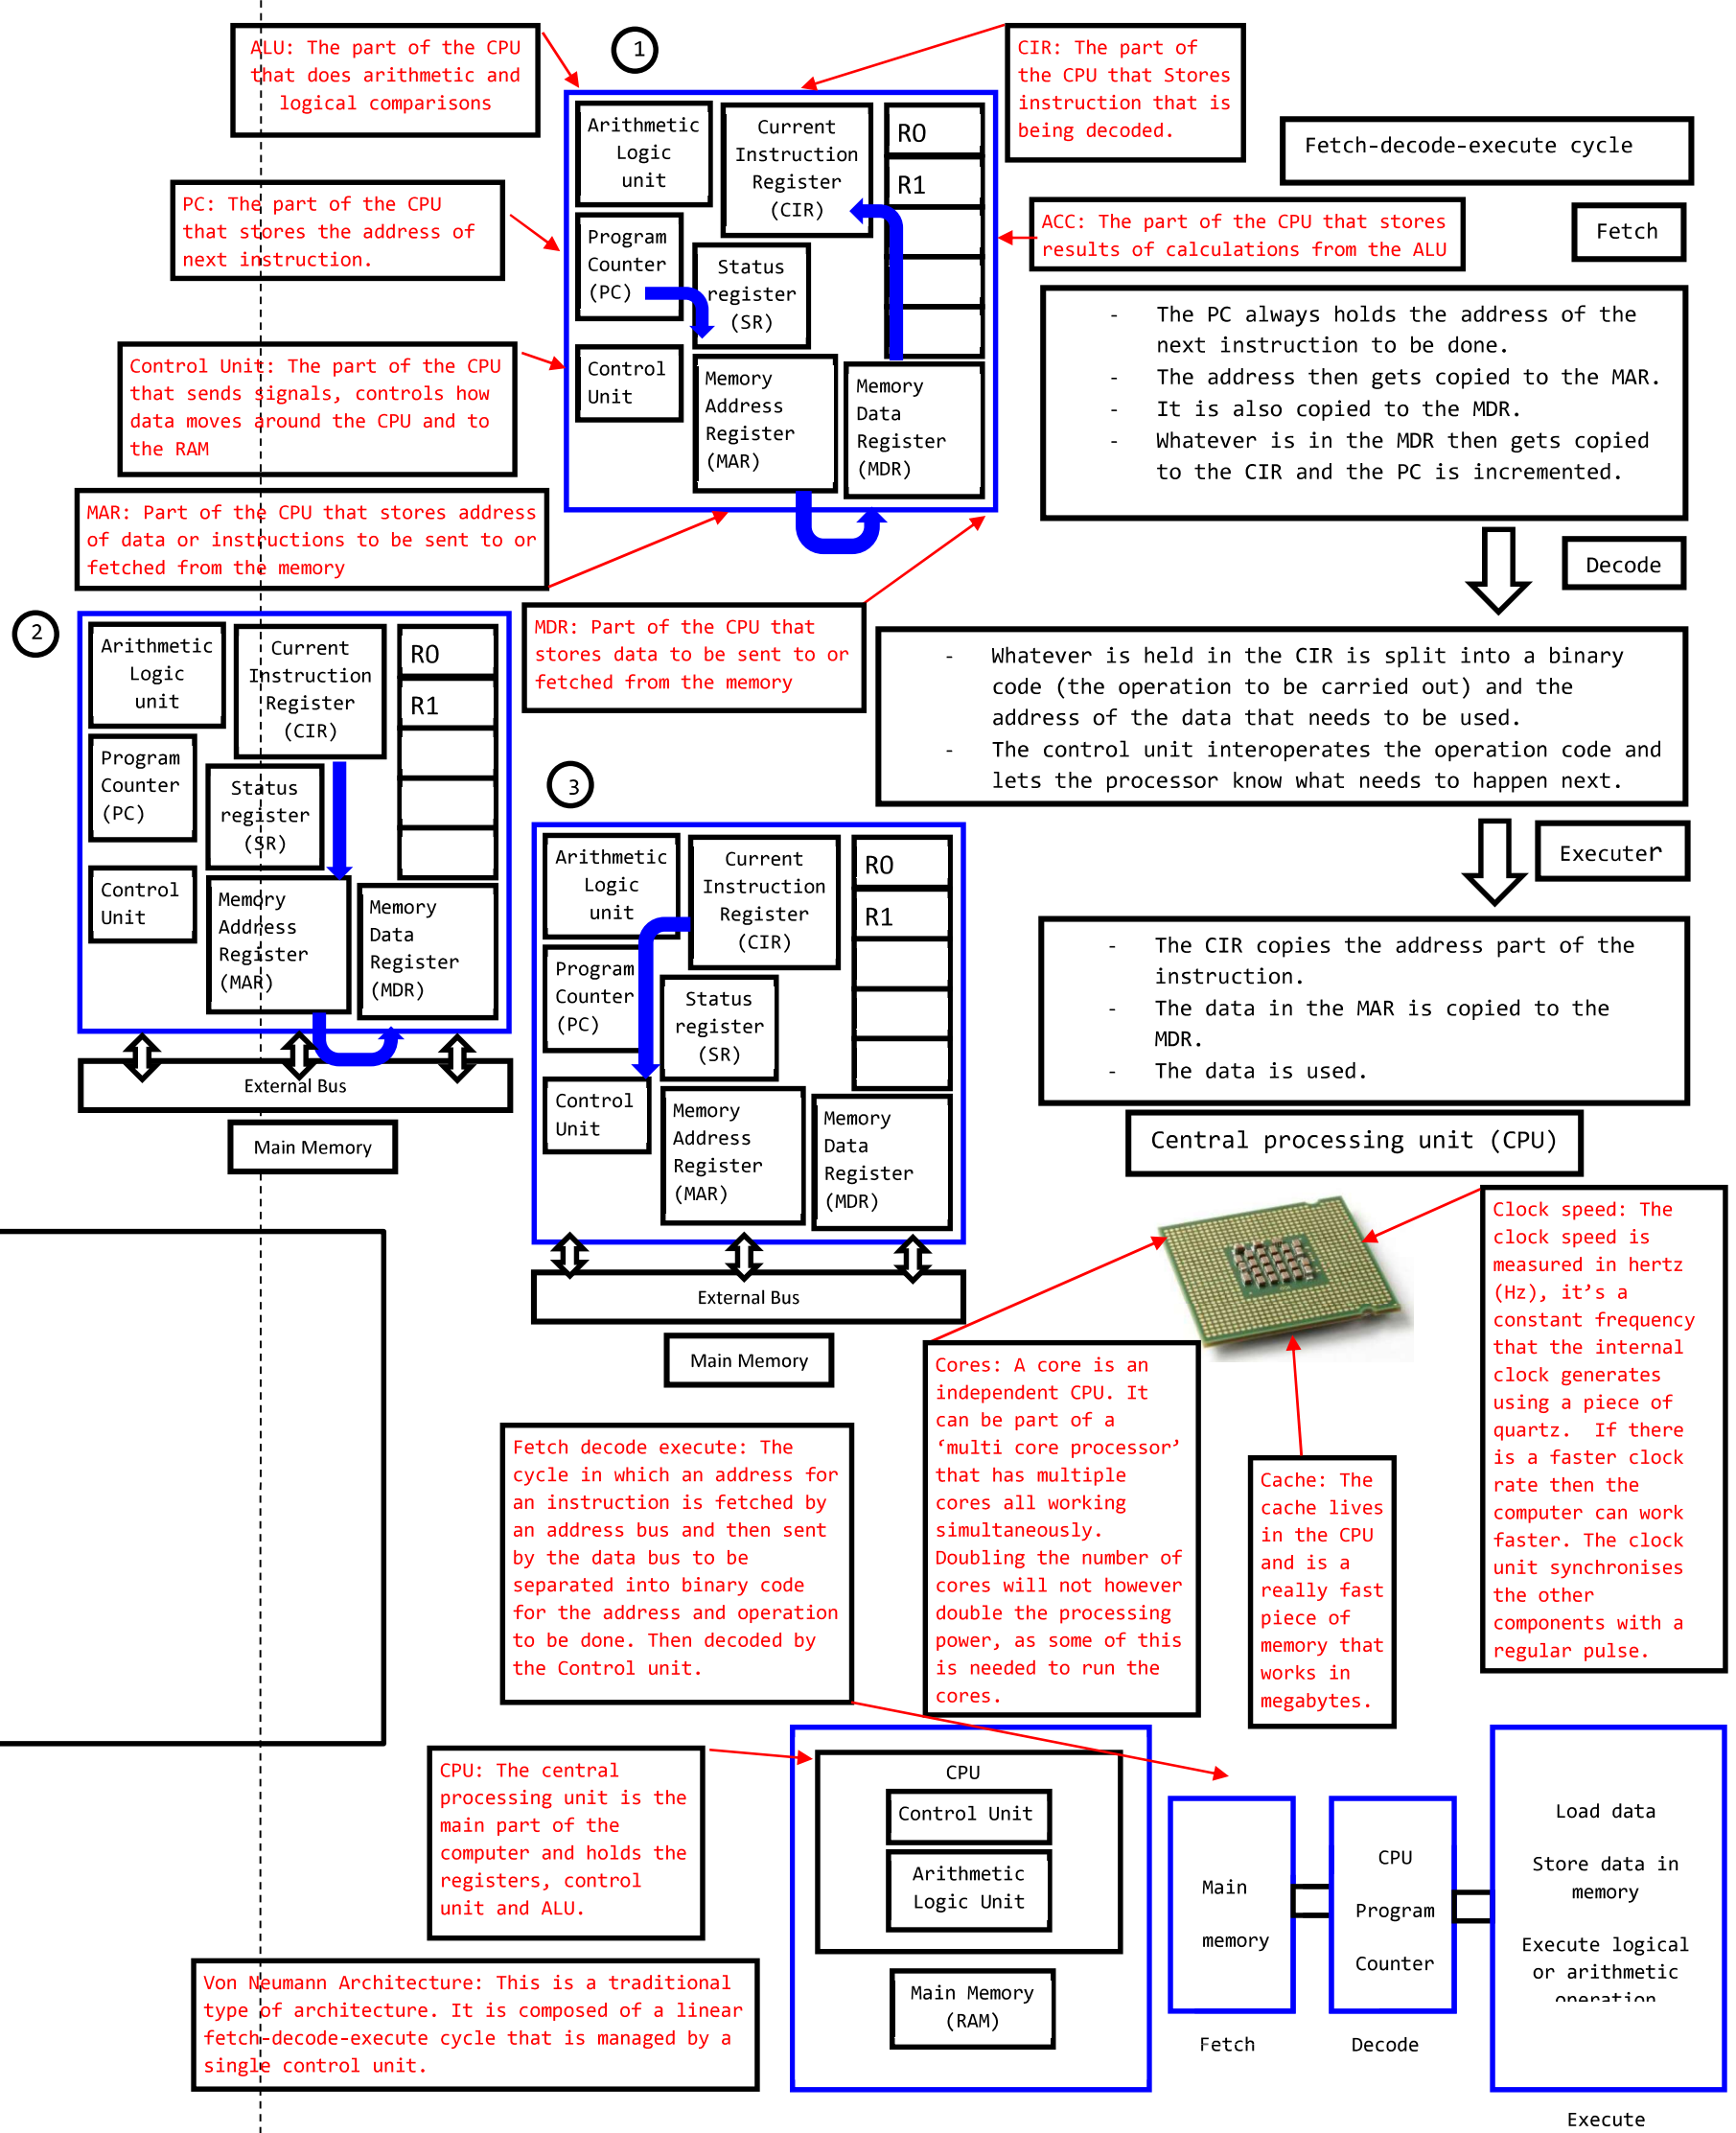 ALU: The part of the CPU
that does arithmetic and
logical comparisons
1
CIR: The part of
the CPU that Stores
instruction that is
being decoded.
Fetch-decode-execute cycle
PC: The part of the CPU
that stores the address of
next instruction.
Arithmetic
Logic
unit
Current
Instruction
Register
(CIR)
R0
R1
Program
Counter
(PC)
Status
register
(SR)
Control
Unit
Memory
Address
Register
(MAR)
Memory
Data
Register
(MDR)
ACC: The part of the CPU that stores
results of calculations from the ALU
Fetch
- The PC always holds the address of the
next instruction to be done.
- The address then gets copied to the MAR.
- It is also copied to the MDR.
- Whatever is in the MDR then gets copied
to the CIR and the PC is incremented.
Control Unit: The part of the CPU
that sends signals, controls how
data moves around the CPU and to
the RAM
MAR: Part of the CPU that stores address
of data or instructions to be sent to or
fetched from the memory
MDR: Part of the CPU that
stores data to be sent to or
fetched from the memory
Decode
- Whatever is held in the CIR is split into a binary
code (the operation to be carried out) and the
address of the data that needs to be used.
- The control unit interoperates the operation code and
lets the processor know what needs to happen next.
2
Arithmetic
Logic
unit
Current
Instruction
Register
(CIR)
R0
R1
Program
Counter
(PC)
Status
register
(SR)
Control
Unit
Memory
Address
Register
(MAR)
Memory
Data
Register
(MDR)
External Bus
Main Memory
3
Arithmetic
Logic
unit
Current
Instruction
Register
(CIR)
R0
R1
Program
Counter
(PC)
Status
register
(SR)
Control
Unit
Memory
Address
Register
(MAR)
Memory
Data
Register
(MDR)
External Bus
Main Memory
Executer
- The CIR copies the address part of the
instruction.
- The data in the MAR is copied to the
MDR.
- The data is used.
Central processing unit (CPU)
Clock speed: The
clock speed is
measured in hertz
(Hz), it’s a
constant frequency
that the internal
clock generates
using a piece of
quartz. If there
is a faster clock
rate then the
computer can work
faster. The clock
unit synchronises
the other
components with a
regular pulse.
Cores: A core is an
independent CPU. It
can be part of a
‘multi core processor’
that has multiple
cores all working
simultaneously.
Doubling the number of
cores will not however
double the processing
power, as some of this
is needed to run the
cores.
Cache: The
cache lives
in the CPU
and is a
really fast
piece of
memory that
works in
megabytes.
Fetch decode execute: The
cycle in which an address for
an instruction is fetched by
an address bus and then sent
by the data bus to be
separated into binary code
for the address and operation
to be done. Then decoded by
the Control unit.
CPU: The central
processing unit is the
main part of the
computer and holds the
registers, control
unit and ALU.
CPU
Control Unit
Arithmetic
Logic Unit
Main Memory
(RAM)
Main
memory
Fetch
CPU
Program
Counter
Decode
Load data
Store data in
memory
Execute logical
or arithmetic
operation
Execute
Von Neumann Architecture: This is a traditional
type of architecture. It is composed of a linear
fetch-decode-execute cycle that is managed by a
single control unit.